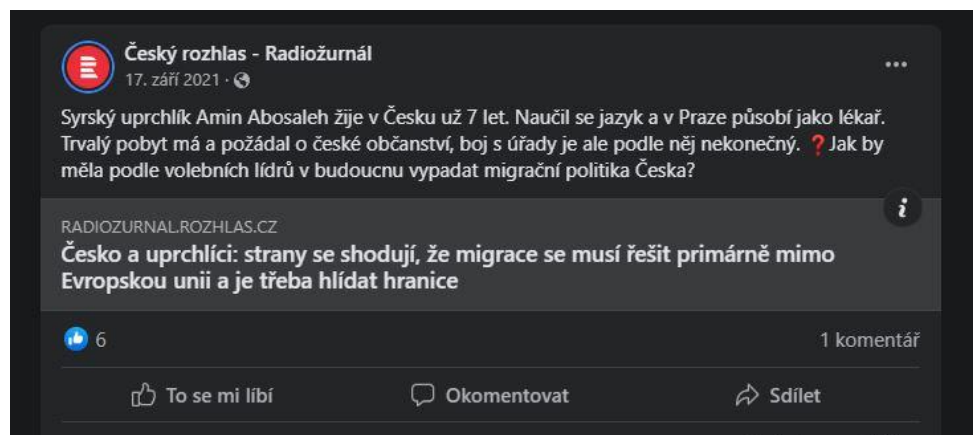 Český rozhlas - Radiožurnál
17. září 2021 ·
Syrský uprchlík Amin Abosaleh žije v Česku už 7 let. Naučil se jazyk a v Praze působí jako lékař.
Trvalý pobyt má a požádal o české občanství, boj s úřady je ale podle něj nekonečný. ❓Jak by
měla podle volebních lídrů v budoucnu vypadat migrační politika Česka?
RADIOZURNAL.ROZHLAS.CZ
Česko a uprchlíci: strany se shodují, že migrace se musí řešit primárně mimo
Evropskou unii a je třeba hlídat hranice
6 1 komentář
To se mi líbí Okomentovat Sdílet